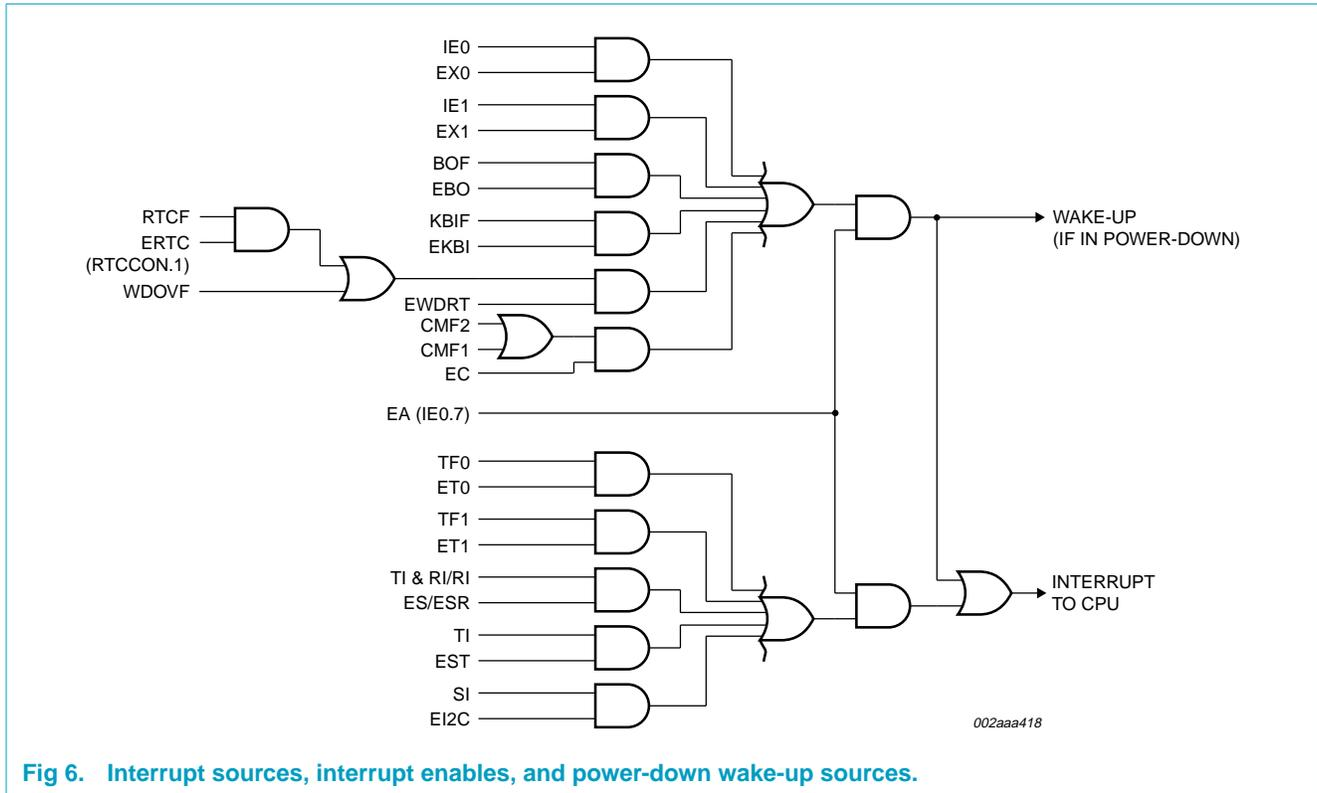 IE0
EX0
IE1
EX1
BOF
EBO
KBIF
EKBI
RTCF
ERTC
(RTCCON.1)
WDOVF
EWDRT
CMF2
CMF1
EC
EA (IE0.7)
TF0
ET0
TF1
ET1
TI & RI/RI
ES/ESR
TI
EST
SI
EI2C
WAKE-UP
(IF IN POWER-DOWN)
INTERRUPT
TO CPU
002aaa418
Fig 6. Interrupt sources, interrupt enables, and power-down wake-up sources.